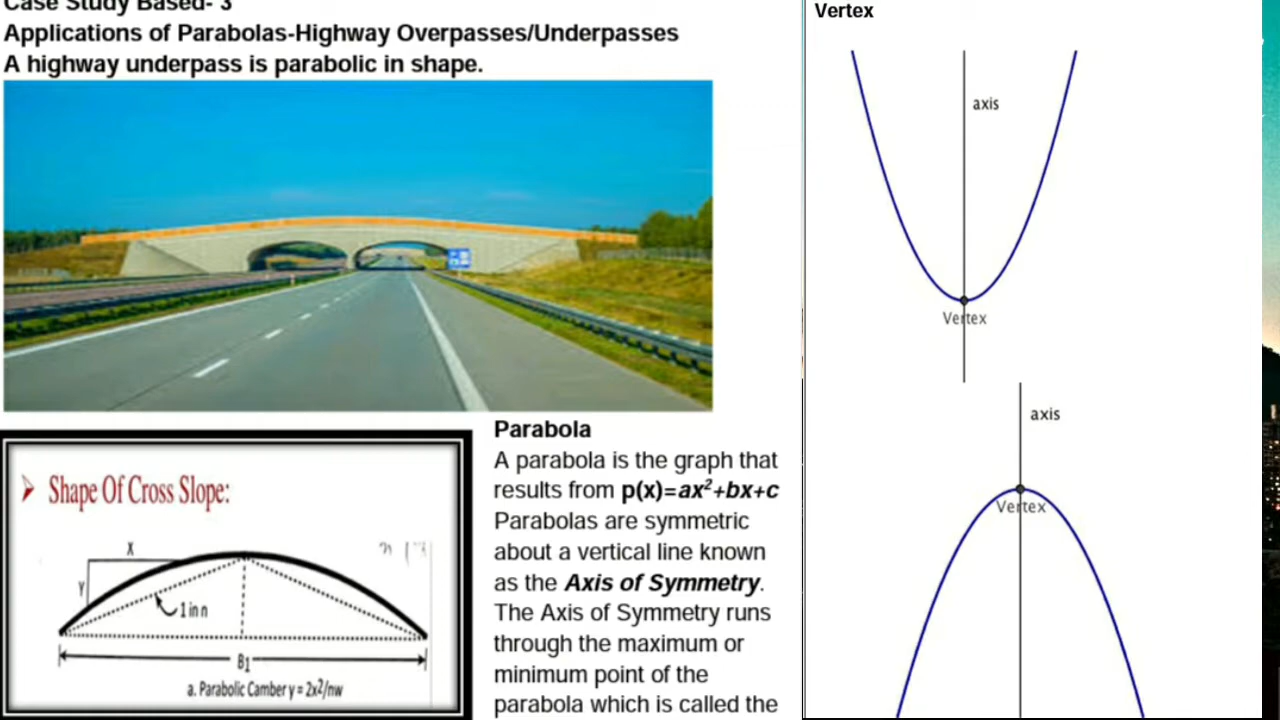 Case Study Based- 3
Applications of Parabolas-Highway Overpasses/Underpasses
A highway underpass is parabolic in shape.
Shape Of Cross Slope:
X
Y
1 in n
B1
a. Parabolic Camber y = 2x2/nw
Parabola
A parabola is the graph that
results from p(x)=ax²+bx+c
Parabolas are symmetric
about a vertical line known
as the Axis of Symmetry.
The Axis of Symmetry runs
through the maximum or
minimum point of the
parabola which is called the
Vertex
axis
Vertex
axis
Vertex